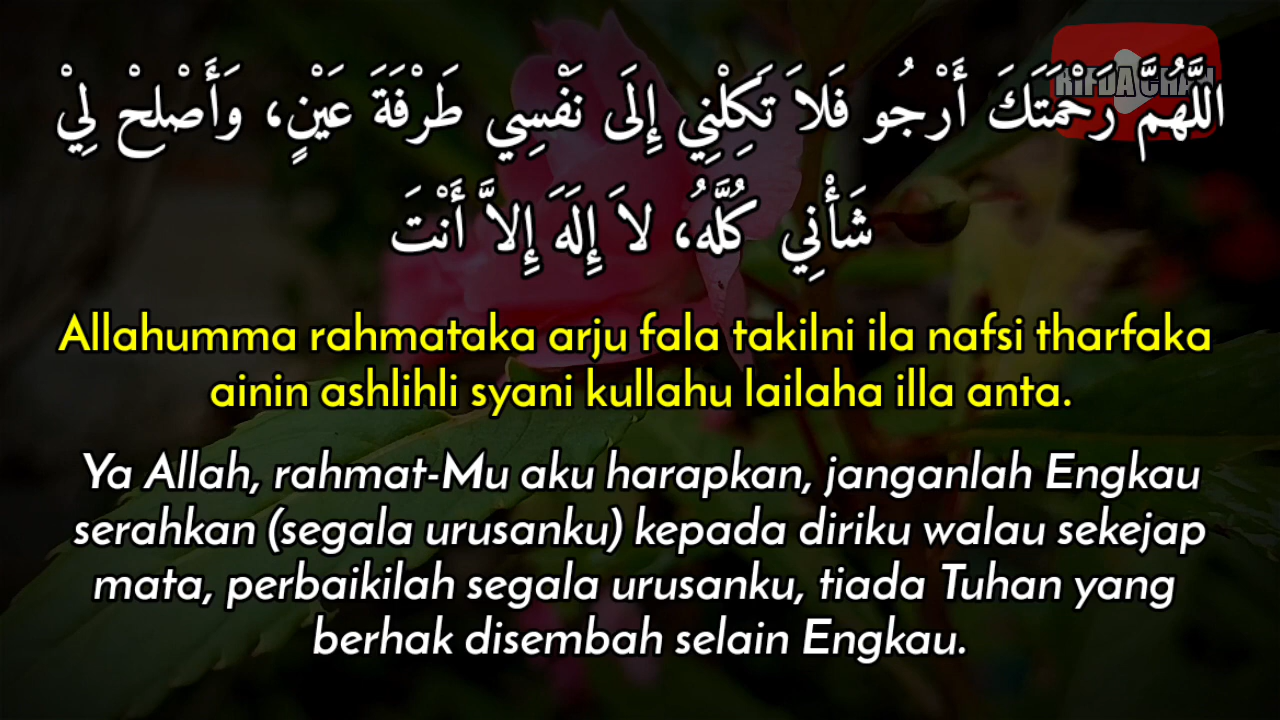 اللَّهُمَّ رَحْمَتَكَ أَرْجُو فَلاَ تَكِلْنِي إِلَى نَفْسِي طَرْفَةَ عَيْنٍ، وَأَصْلِحْ لِيْ
شَأْنِي كُلَّهُ، لاَ إِلَهَ إِلاَّ أَنْتَ
Allahumma rahmataka arju fala takilni ila nafsi tharfaka
ainin ashlihli syani kullahu lailaha illa anta.
Ya Allah, rahmat-Mu aku harapkan, janganlah Engkau
serahkan (segala urusanku) kepada diriku walau sekejap
mata, perbaikilah segala urusanku, tiada Tuhan yang
berhak disembah selain Engkau.